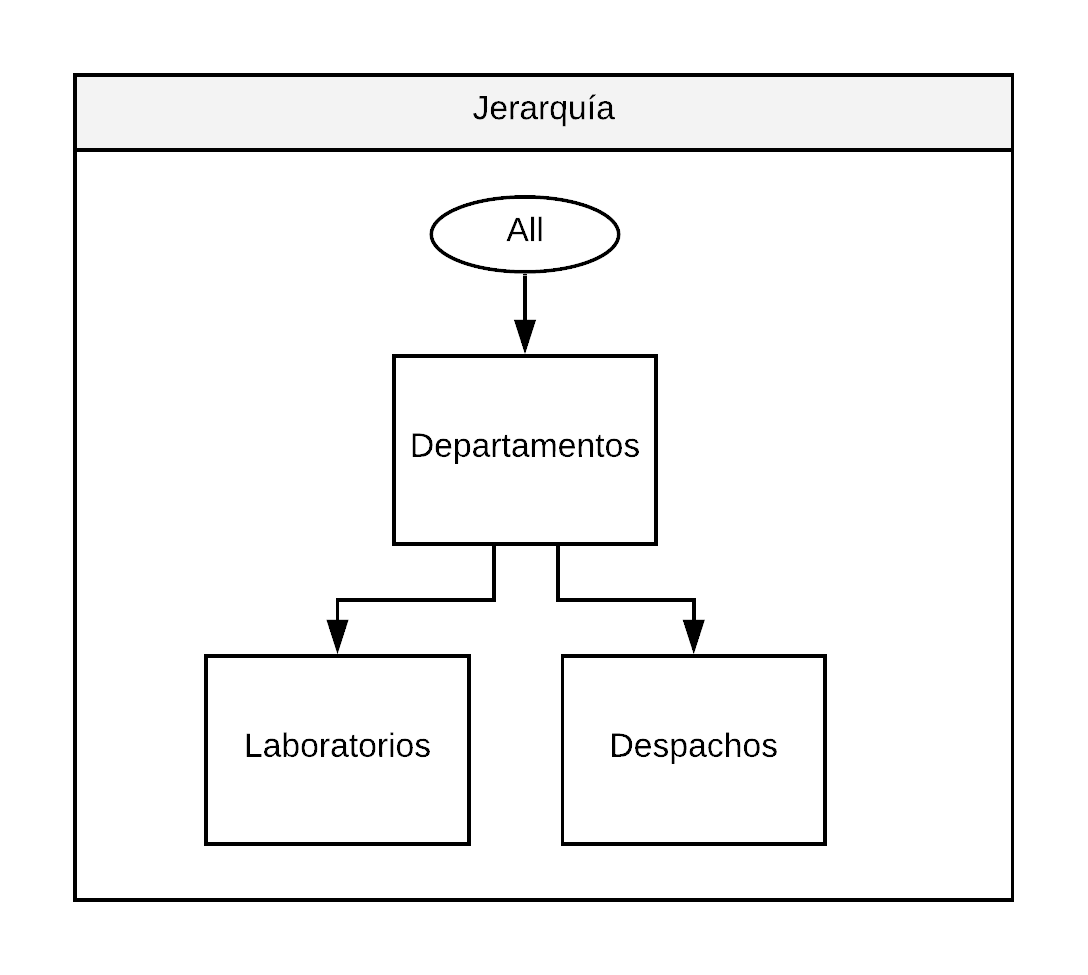 Jerarquía
All
Departamentos
Laboratorios
Despachos